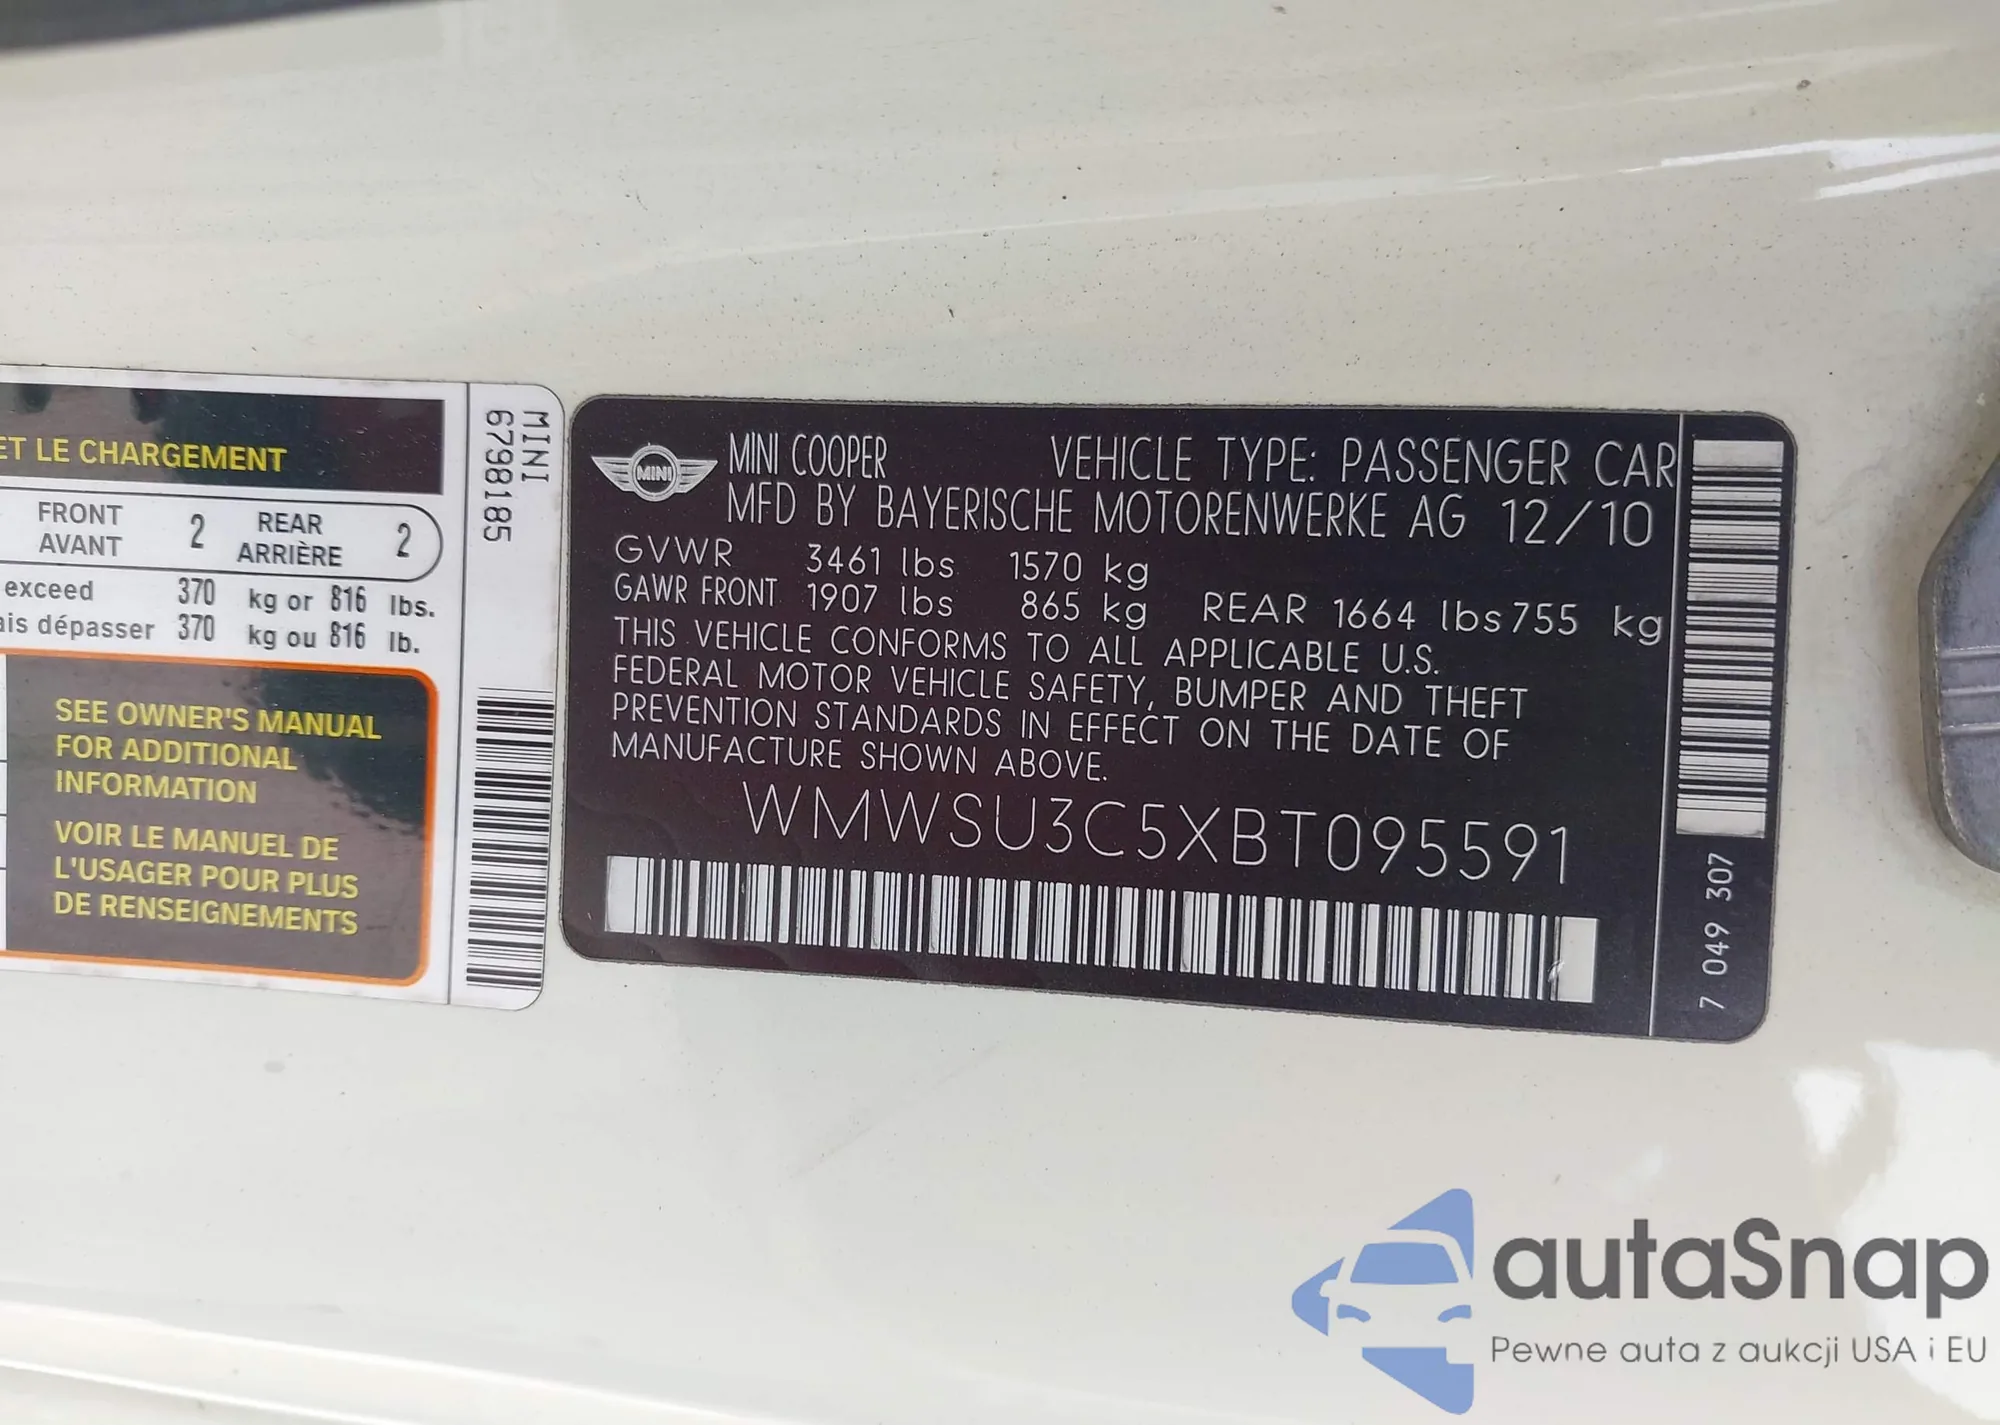 ET LE CHARGEMENT
FRONT 2 REAR 2
AVANT ARRIÈRE
exceed 370 kg or 816 lbs.
ais dépasser 370 kg ou 816 lb.
SEE OWNER'S MANUAL
FOR ADDITIONAL
INFORMATION
VOIR LE MANUEL DE
L'USAGER POUR PLUS
DE RENSEIGNEMENTS
MINI
6798185
MINI
MINI COOPER VEHICLE TYPE: PASSENGER CAR
MFD BY BAYERISCHE MOTORENWERKE AG 12/10
GVWR 3461 lbs 1570 kg
GAWR FRONT 1907 lbs 865 kg REAR 1664 lbs 755 kg
THIS VEHICLE CONFORMS TO ALL APPLICABLE U.S.
FEDERAL MOTOR VEHICLE SAFETY, BUMPER AND THEFT
PREVENTION STANDARDS IN EFFECT ON THE DATE OF
MANUFACTURE SHOWN ABOVE.
WMWSU3C5XBT095591
7 049 307
autaSnap
Pewne auta z aukcji USA i EU